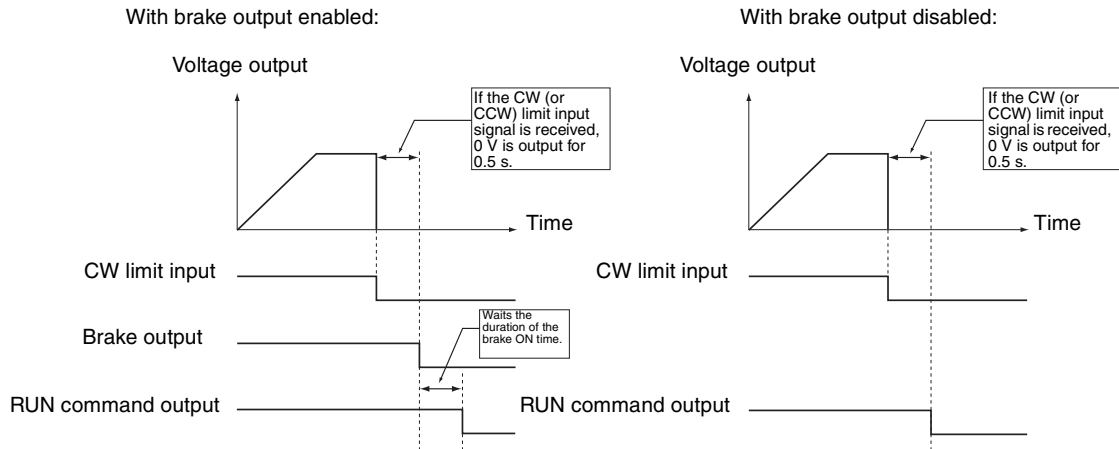 With brake output enabled:
Voltage output
If the CW (or
CCW) limit input
signal is received,
0 V is output for
0.5 s.
Time
CW limit input
Waits the
duration of the
brake ON time.
Brake output
RUN command output
With brake output disabled:
Voltage output
If the CW (or
CCW) limit input
signal is received,
0 V is output for
0.5 s.
Time
CW limit input
RUN command output